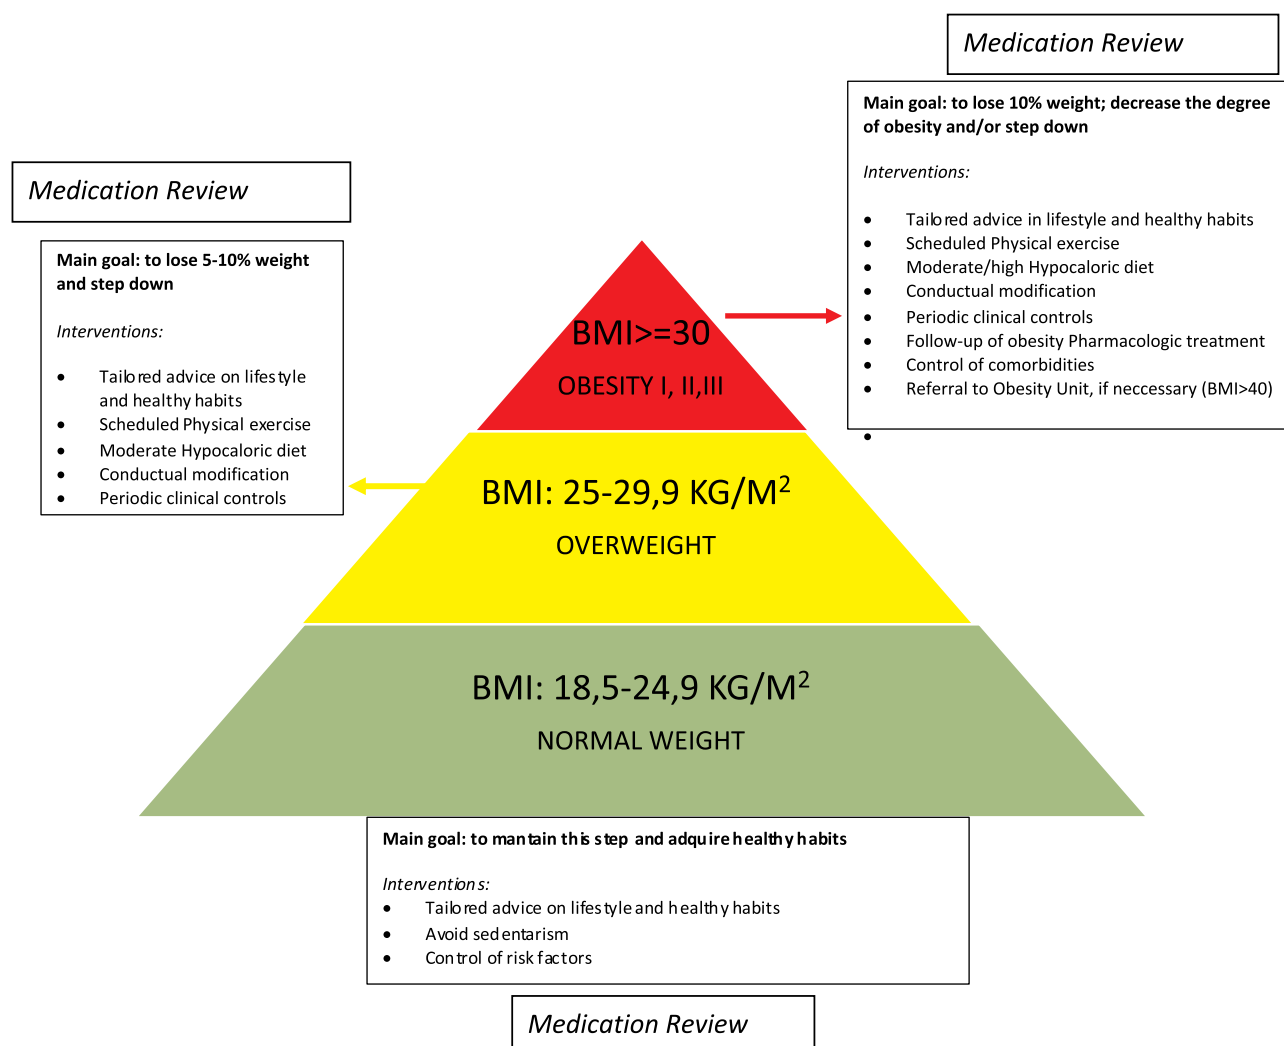 Medication Review
Main goal: to lose 10% weight; decrease the degree
of obesity and/or step down
Interventions:
• Tailored advice in lifestyle and healthy habits
• Scheduled Physical exercise
• Moderate/high Hypocaloric diet
• Conductual modification
• Periodic clinical controls
• Follow-up of obesity Pharmacologic treatment
• Control of comorbidities
• Referral to Obesity Unit, if neccessary (BMI>40)
•
Medication Review
Main goal: to lose 5-10% weight
and step down
Interventions:
• Tailored advice on lifestyle
and healthy habits
• Scheduled Physical exercise
• Moderate Hypocaloric diet
• Conductual modification
• Periodic clinical controls
BMI>=30
OBESITY I, II,III
BMI: 25-29,9 KG/M²
OVERWEIGHT
BMI: 18,5-24,9 KG/M²
NORMAL WEIGHT
Main goal: to mantain this step and adquire healthy habits
Interventions:
• Tailored advice on lifestyle and healthy habits
• Avoid sedentarism
• Control of risk factors
Medication Review